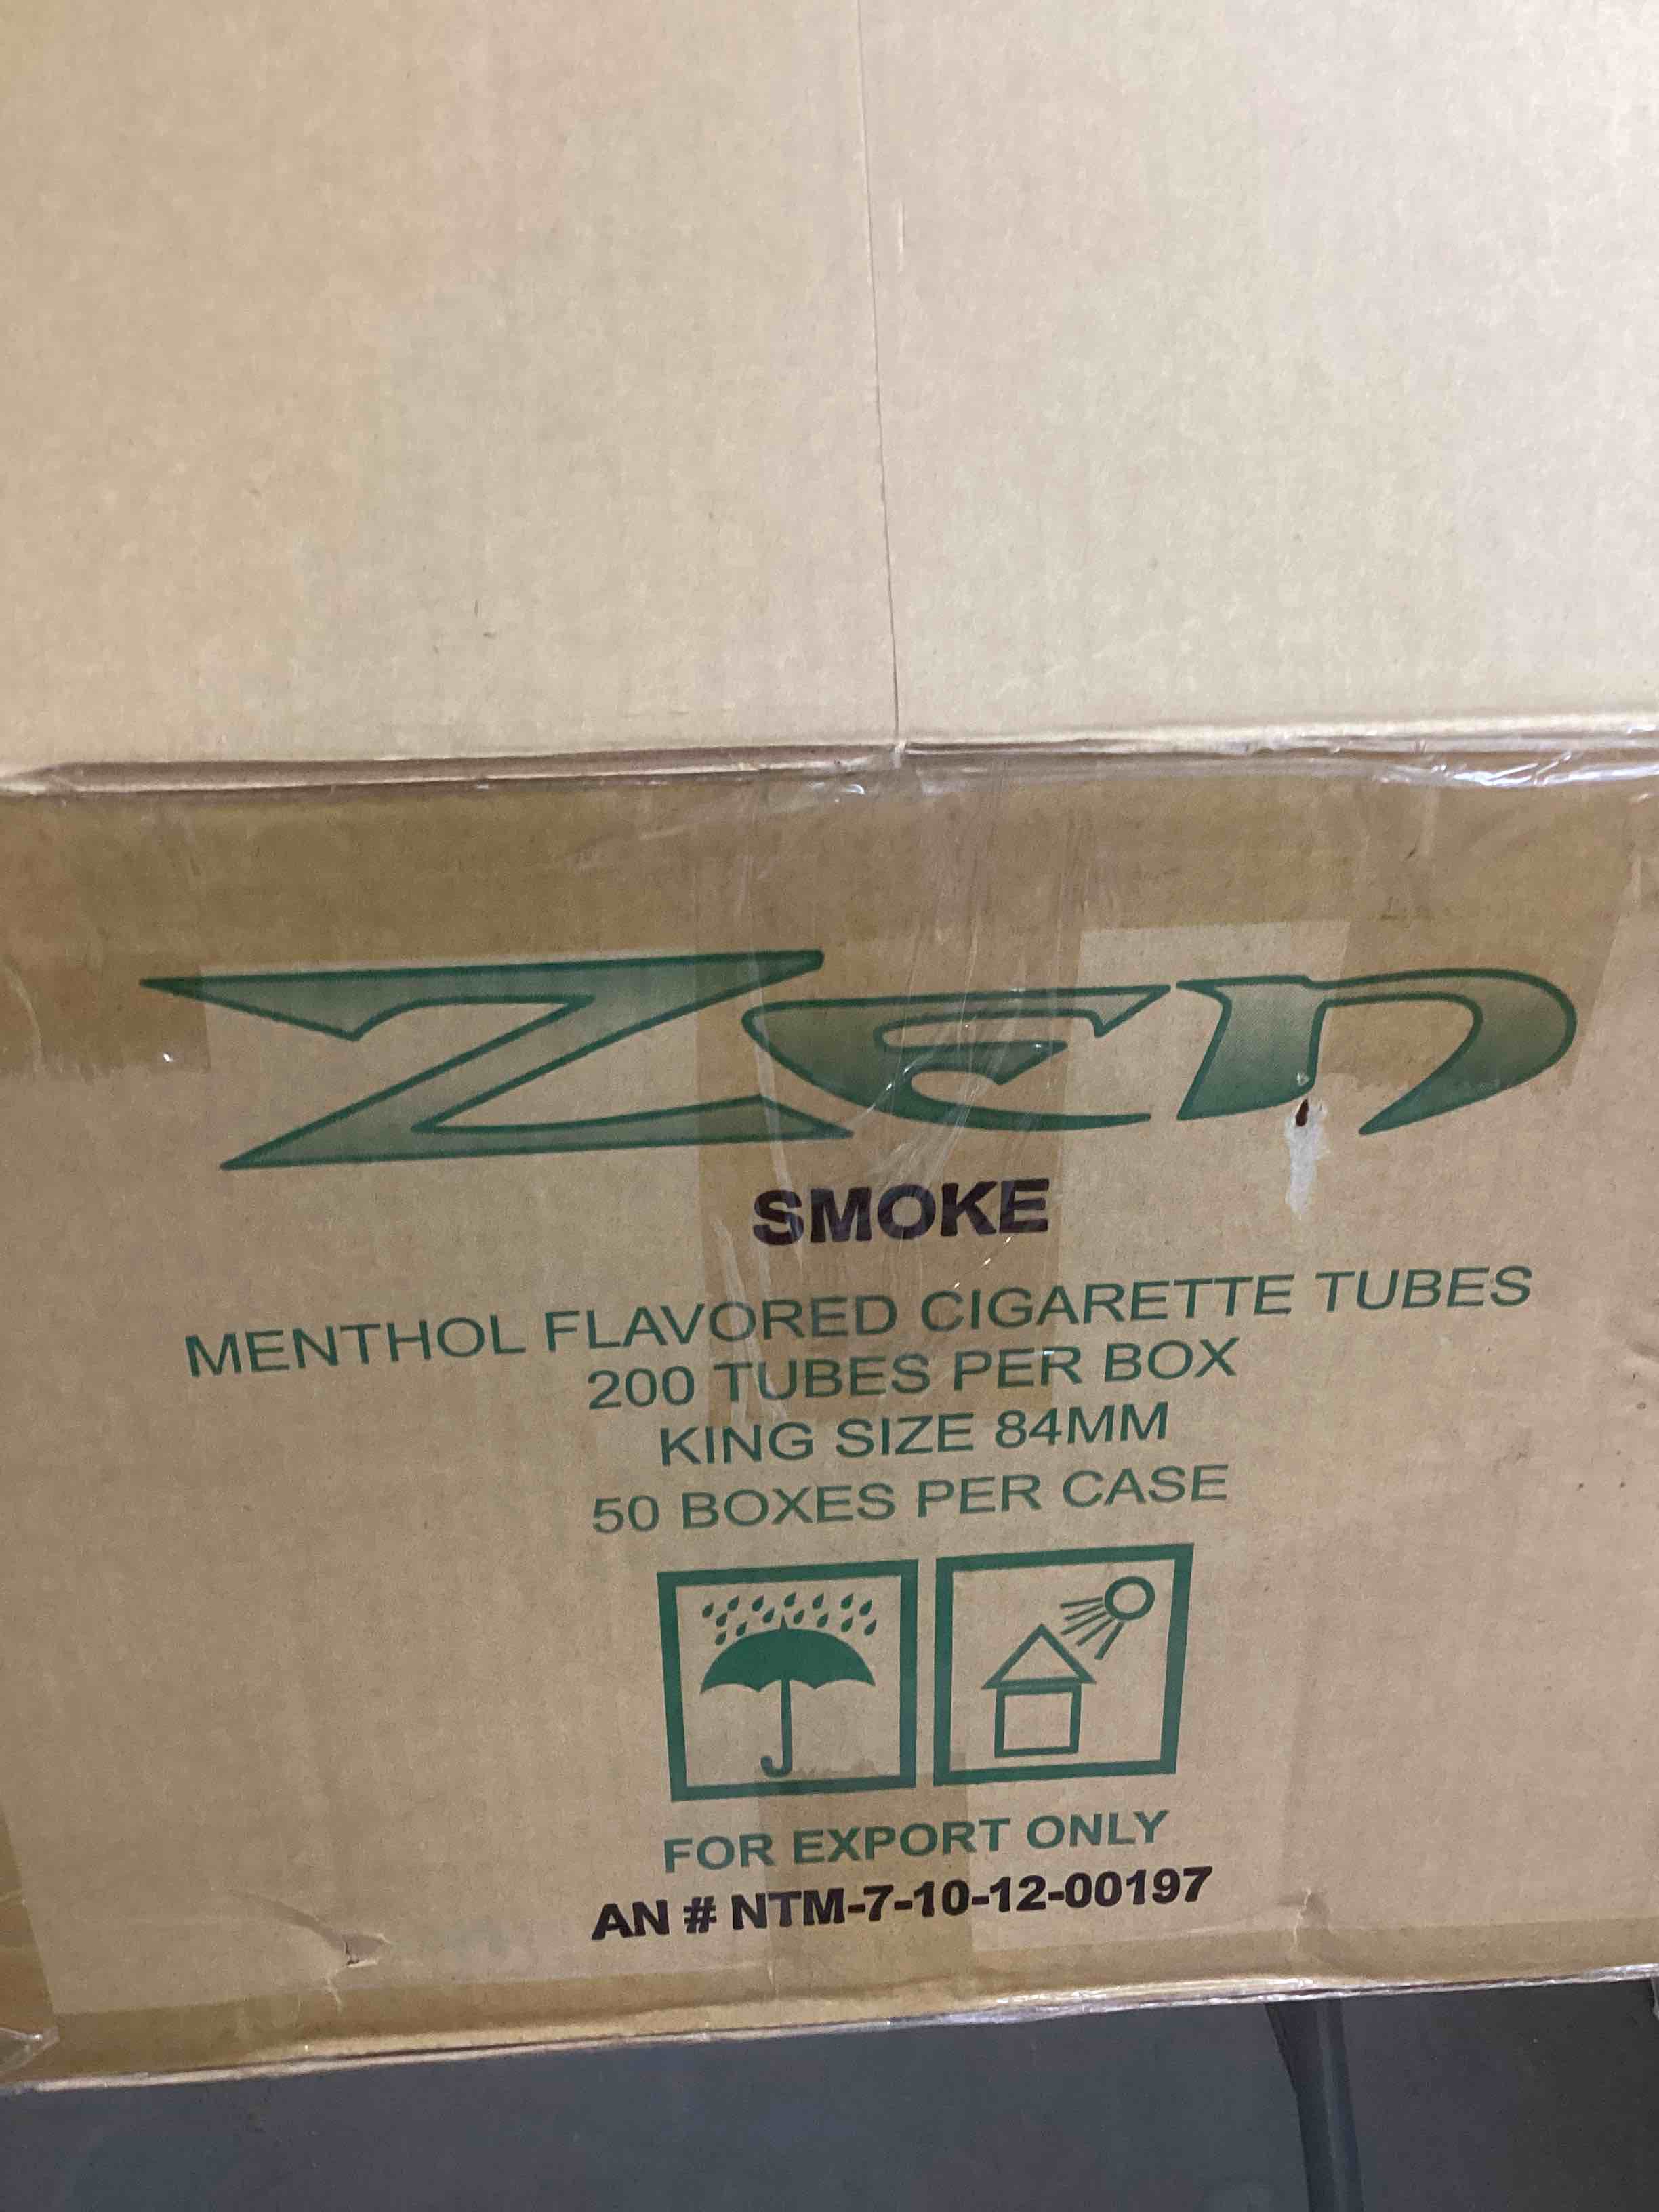 Zen
SMOKE
MENTHOL FLAVORED CIGARETTE TUBES
200 TUBES PER BOX
KING SIZE 84MM
50 BOXES PER CASE
FOR EXPORT ONLY
AN # NTM-7-10-12-00197